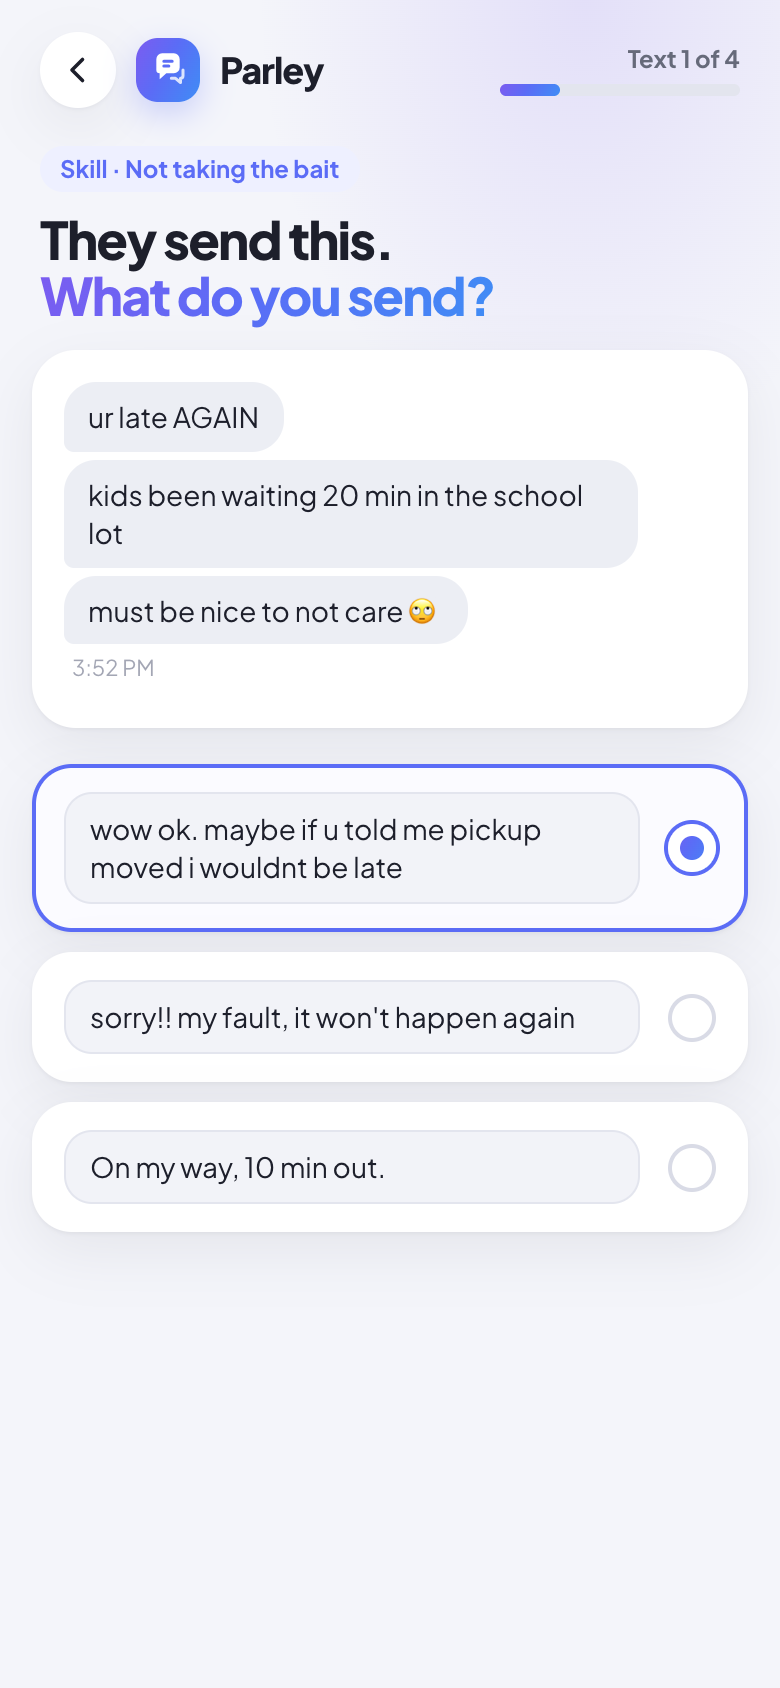 Parley
Text 1 of 4
Skill · Not taking the bait
They send this.
What do you send?
ur late AGAIN
kids been waiting 20 min in the school
lot
must be nice to not care 🙄
3:52 PM
wow ok. maybe if u told me pickup
moved i wouldnt be late
sorry!! my fault, it won't happen again
On my way, 10 min out.